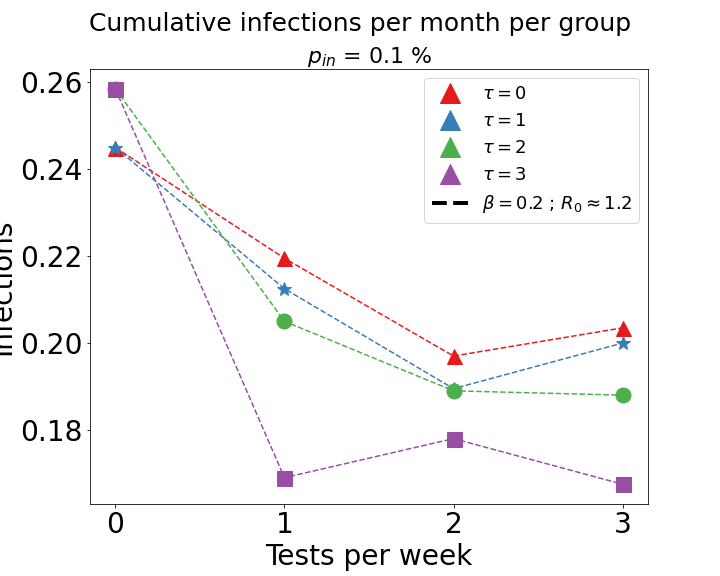 Cumulative infections per month per group
p_in = 0.1 %
0.26
0.24
0.22
0.20
0.18
Infections
τ = 0
τ = 1
τ = 2
τ = 3
β = 0.2 ; R₀ ≈ 1.2
0 1 2 3
Tests per week